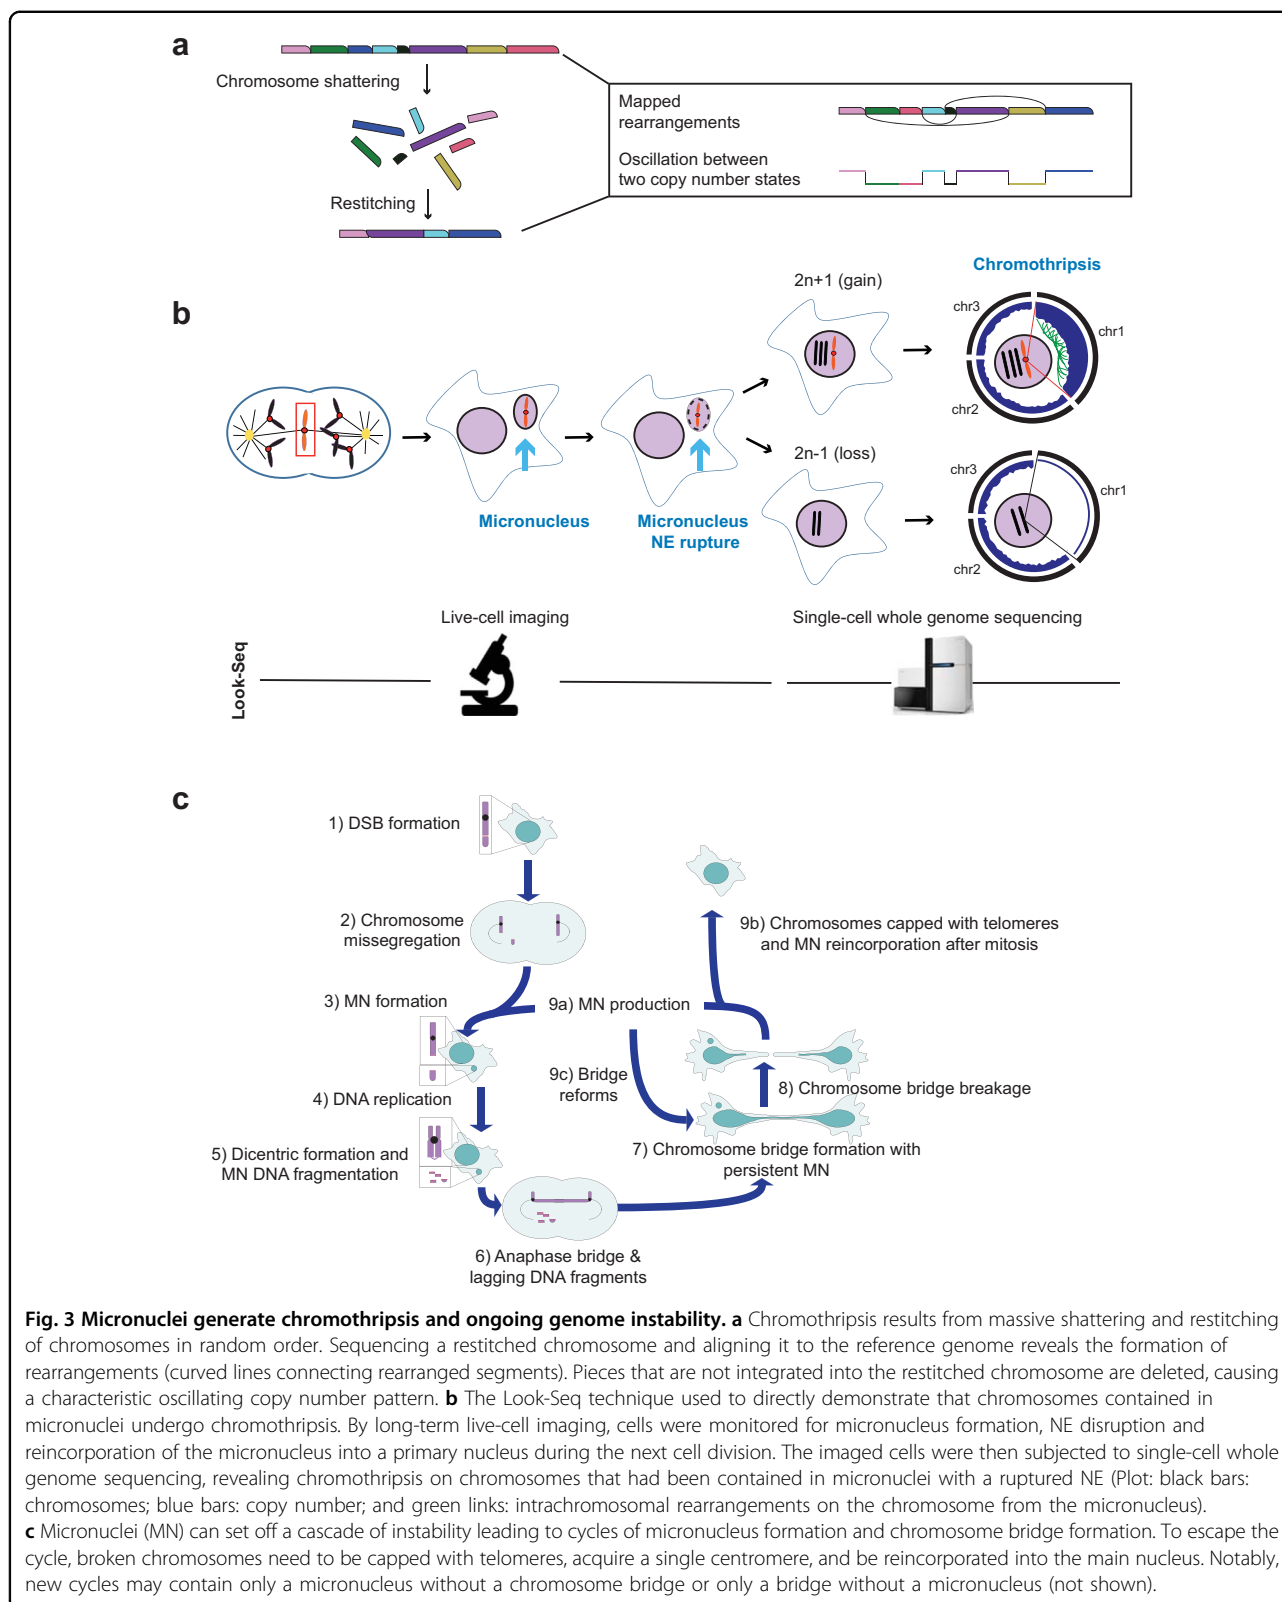 a
Chromosome shattering
Restitching
Mapped
rearrangements
Oscillation between
two copy number states
b
2n+1 (gain)
Chromothripsis
chr3
chr1
chr2
Micronucleus
Micronucleus
NE rupture
2n-1 (loss)
chr3
chr1
chr2
Look-Seq
Live-cell imaging
Single-cell whole genome sequencing
c
1) DSB formation
2) Chromosome
missegregation
3) MN formation
4) DNA replication
5) Dicentric formation and
MN DNA fragmentation
6) Anaphase bridge &
lagging DNA fragments
7) Chromosome bridge formation with
persistent MN
8) Chromosome bridge breakage
9a) MN production
9b) Chromosomes capped with telomeres
and MN reincorporation after mitosis
9c) Bridge
reforms
Fig. 3 Micronuclei generate chromothripsis and ongoing genome instability. a Chromothripsis results from massive shattering and restitching
of chromosomes in random order. Sequencing a restitched chromosome and aligning it to the reference genome reveals the formation of
rearrangements (curved lines connecting rearranged segments). Pieces that are not integrated into the restitched chromosome are deleted, causing
a characteristic oscillating copy number pattern. b The Look-Seq technique used to directly demonstrate that chromosomes contained in
micronuclei undergo chromothripsis. By long-term live-cell imaging, cells were monitored for micronucleus formation, NE disruption and
reincorporation of the micronucleus into a primary nucleus during the next cell division. The imaged cells were then subjected to single-cell whole
genome sequencing, revealing chromothripsis on chromosomes that had been contained in micronuclei with a ruptured NE (Plot: black bars:
chromosomes; blue bars: copy number; and green links: intrachromosomal rearrangements on the chromosome from the micronucleus).
c Micronuclei (MN) can set off a cascade of instability leading to cycles of micronucleus formation and chromosome bridge formation. To escape the
cycle, broken chromosomes need to be capped with telomeres, acquire a single centromere, and be reincorporated into the main nucleus. Notably,
new cycles may contain only a micronucleus without a chromosome bridge or only a bridge without a micronucleus (not shown).